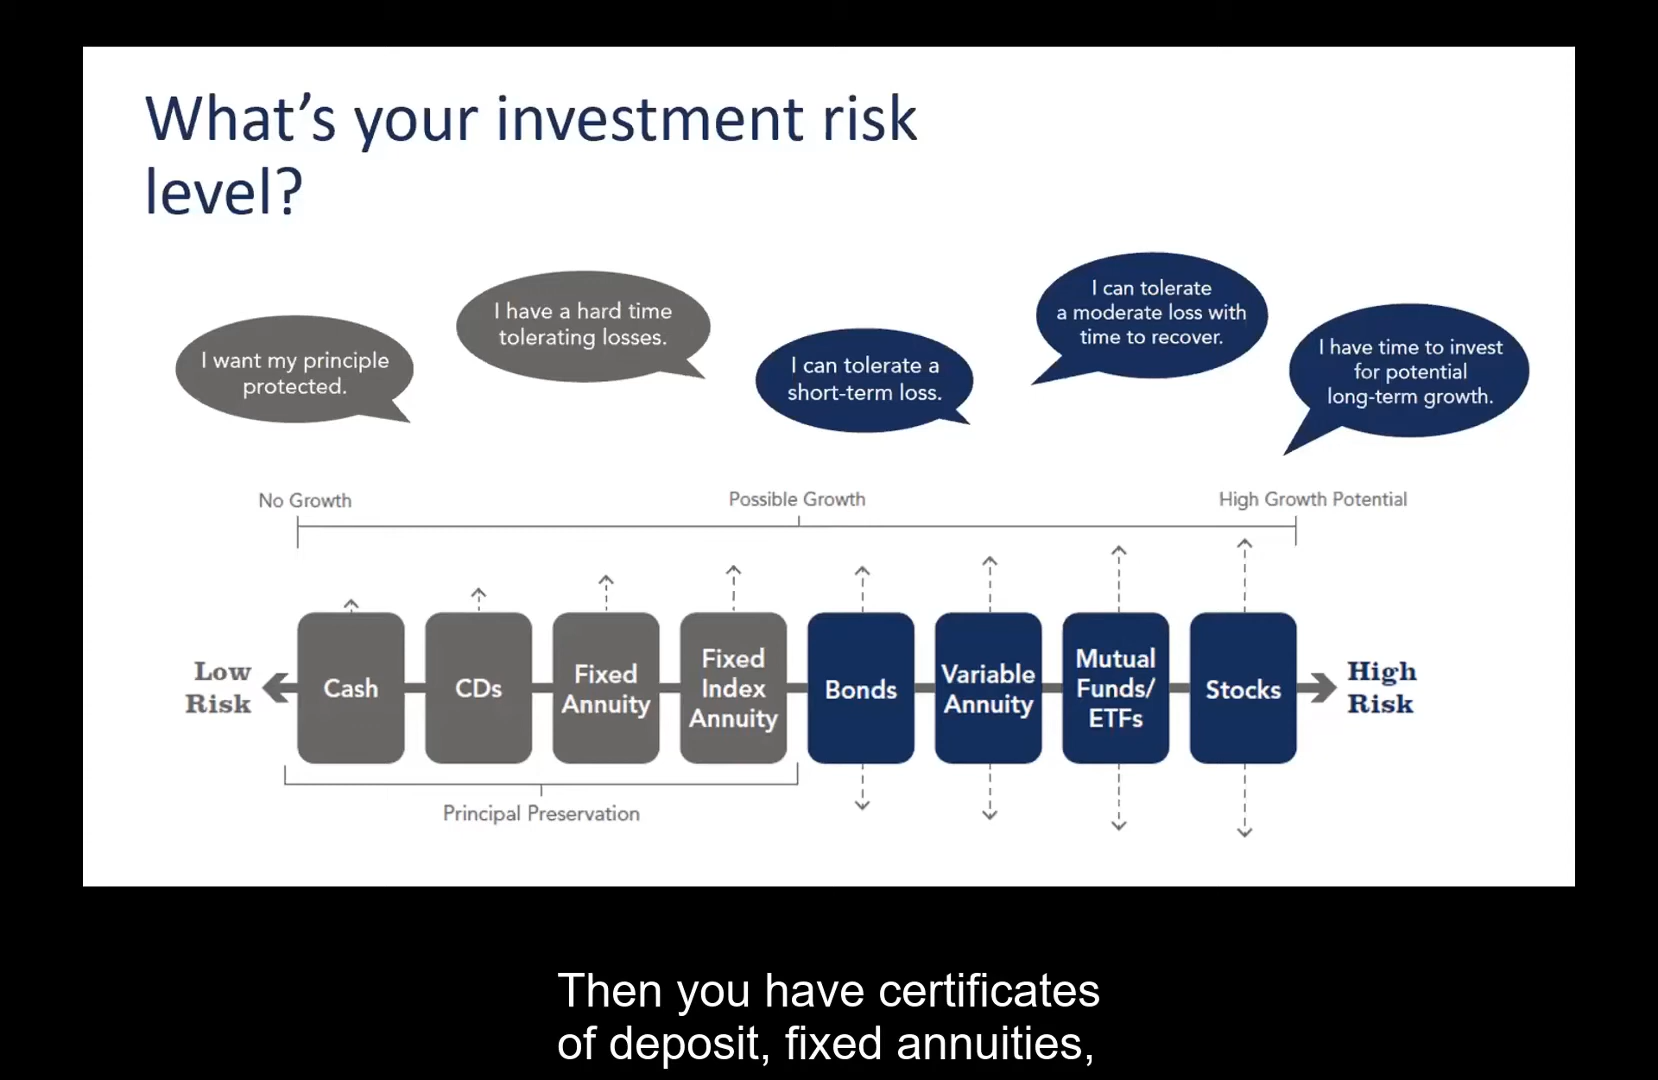 What’s your investment risk
level?
I want my principle
protected.
I have a hard time
tolerating losses.
I can tolerate a
short-term loss.
I can tolerate
a moderate loss with
time to recover.
I have time to invest
for potential
long-term growth.
No Growth
Possible Growth
High Growth Potential
Low
Risk
Cash
CDs
Fixed
Annuity
Fixed
Index
Annuity
Bonds
Variable
Annuity
Mutual
Funds/
ETFs
Stocks
High
Risk
Principal Preservation
Then you have certificates
of deposit, fixed annuities,